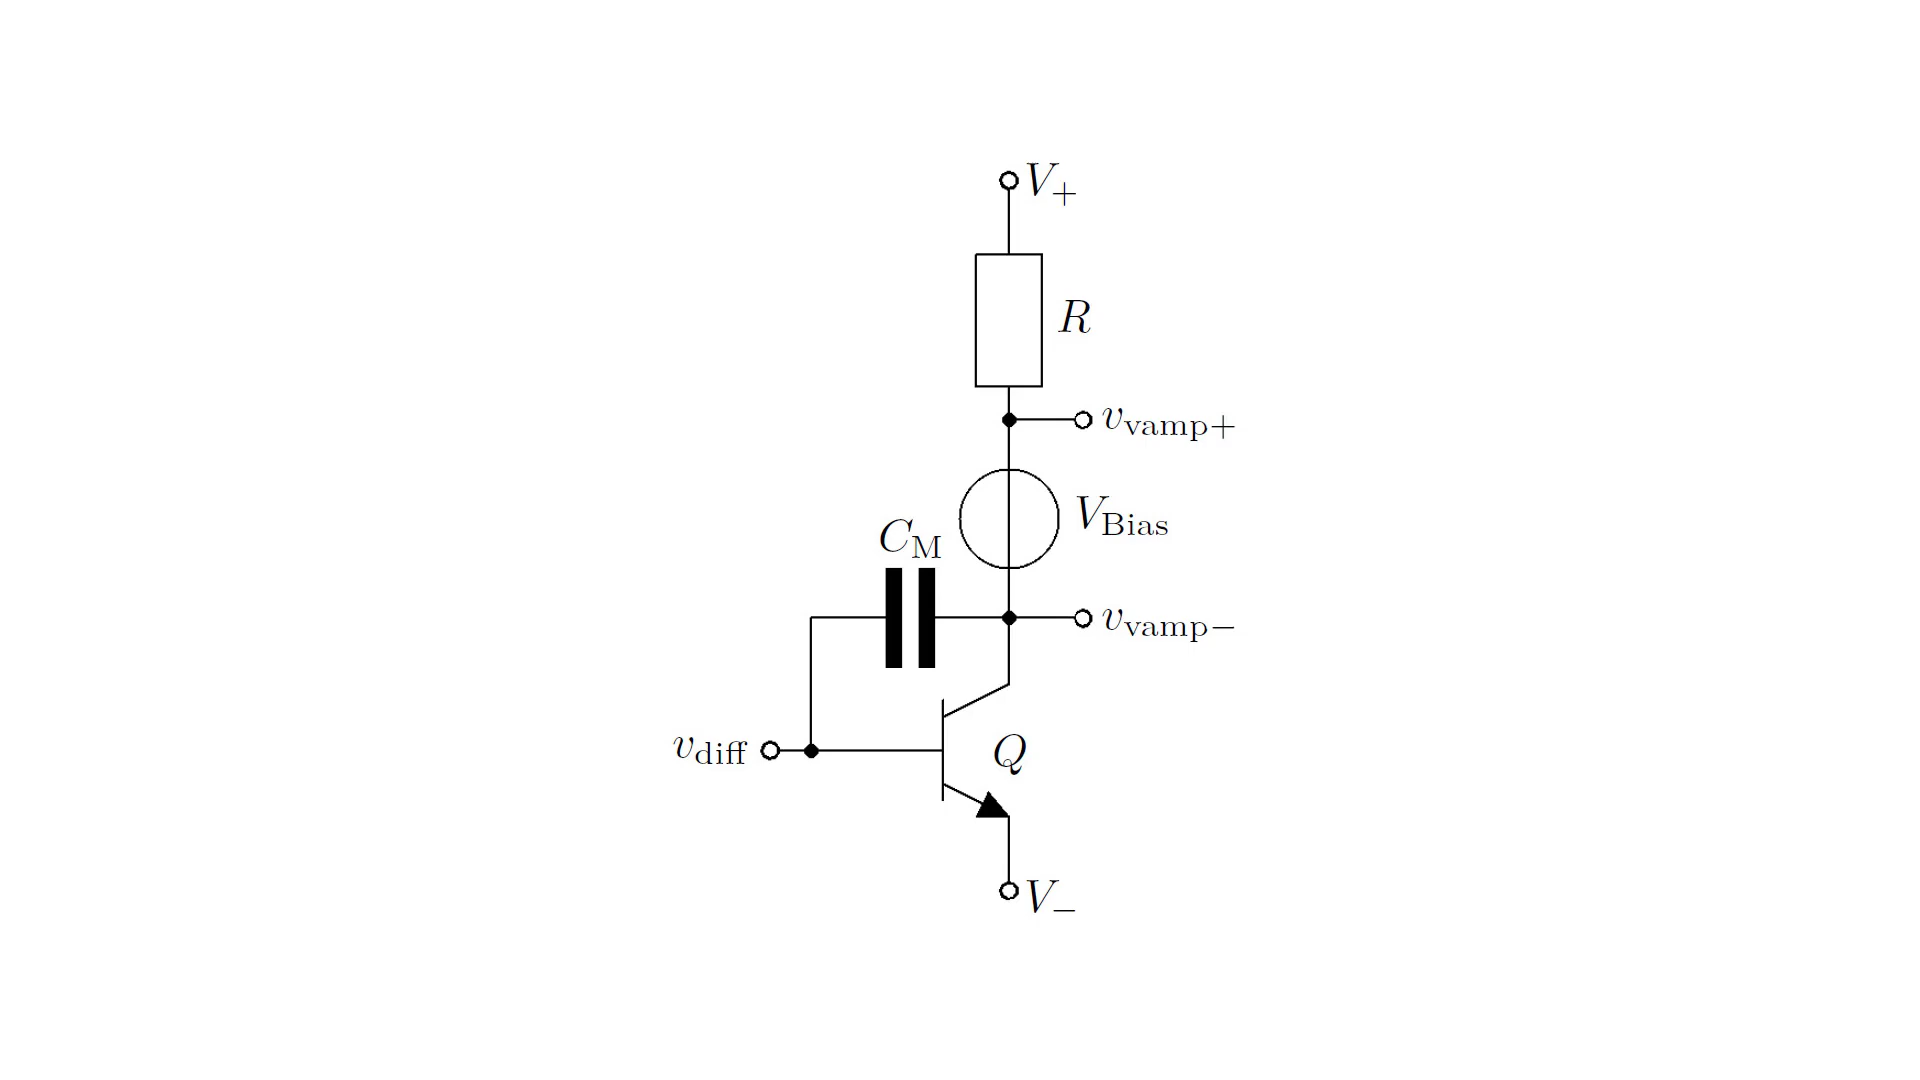 V+
R
vvamp+
VBias
CM
vvamp−
vdiff
Q
V−